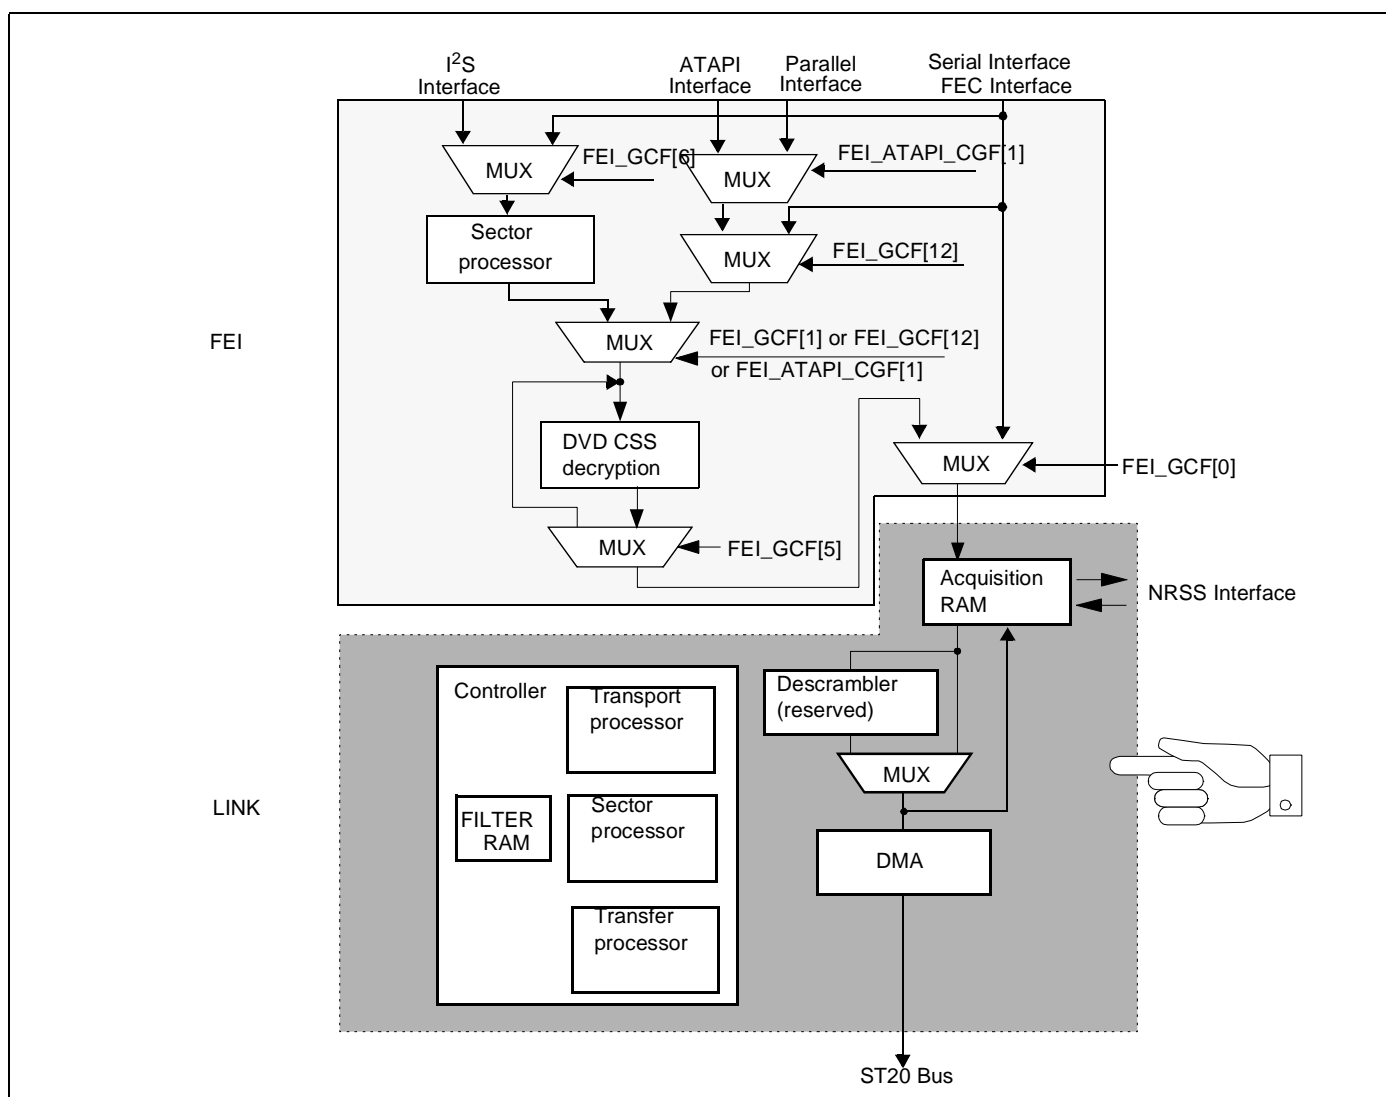 I2S
Interface
ATAPI
Interface
Parallel
Interface
Serial Interface
FEC Interface
MUX
FEI_GCF[6]
MUX
FEI_ATAPI_CGF[1]
Sector
processor
MUX
FEI_GCF[12]
FEI
MUX
FEI_GCF[1] or FEI_GCF[12]
or FEI_ATAPI_CGF[1]
DVD CSS
decryption
MUX
FEI_GCF[0]
MUX
FEI_GCF[5]
Acquisition
RAM
NRSS Interface
Controller
Transport
processor
Descrambler
(reserved)
MUX
LINK
FILTER
RAM
Sector
processor
DMA
Transfer
processor
ST20 Bus